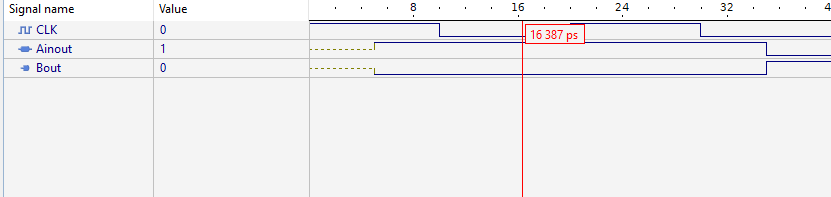 Signal name Value 8 16 24 32 4
CLK 0
16 387 ps
Ainout 1
Bout 0